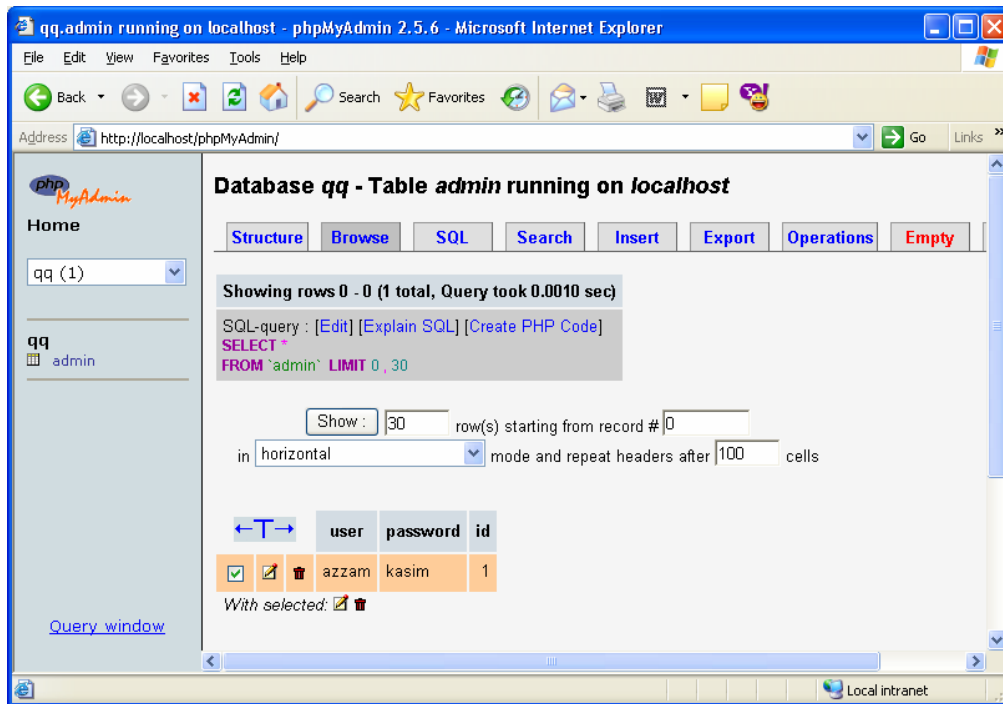 qq.admin running on localhost - phpMyAdmin 2.5.6 - Microsoft Internet Explorer
File Edit View Favorites Tools Help
Back Search Favorites
Address http://localhost/phpMyAdmin/ Go Links »
php
MyAdmin
Home
qq (1)
qq
admin
Query window
Database qq - Table admin running on localhost
Structure Browse SQL Search Insert Export Operations Empty
Showing rows 0 - 0 (1 total, Query took 0.0010 sec)
SQL-query : [Edit] [Explain SQL] [Create PHP Code]
SELECT *
FROM `admin` LIMIT 0 , 30
Show : 30 row(s) starting from record # 0
in horizontal mode and repeat headers after 100 cells
←T→ user password id
azzam kasim 1
With selected:
Local intranet